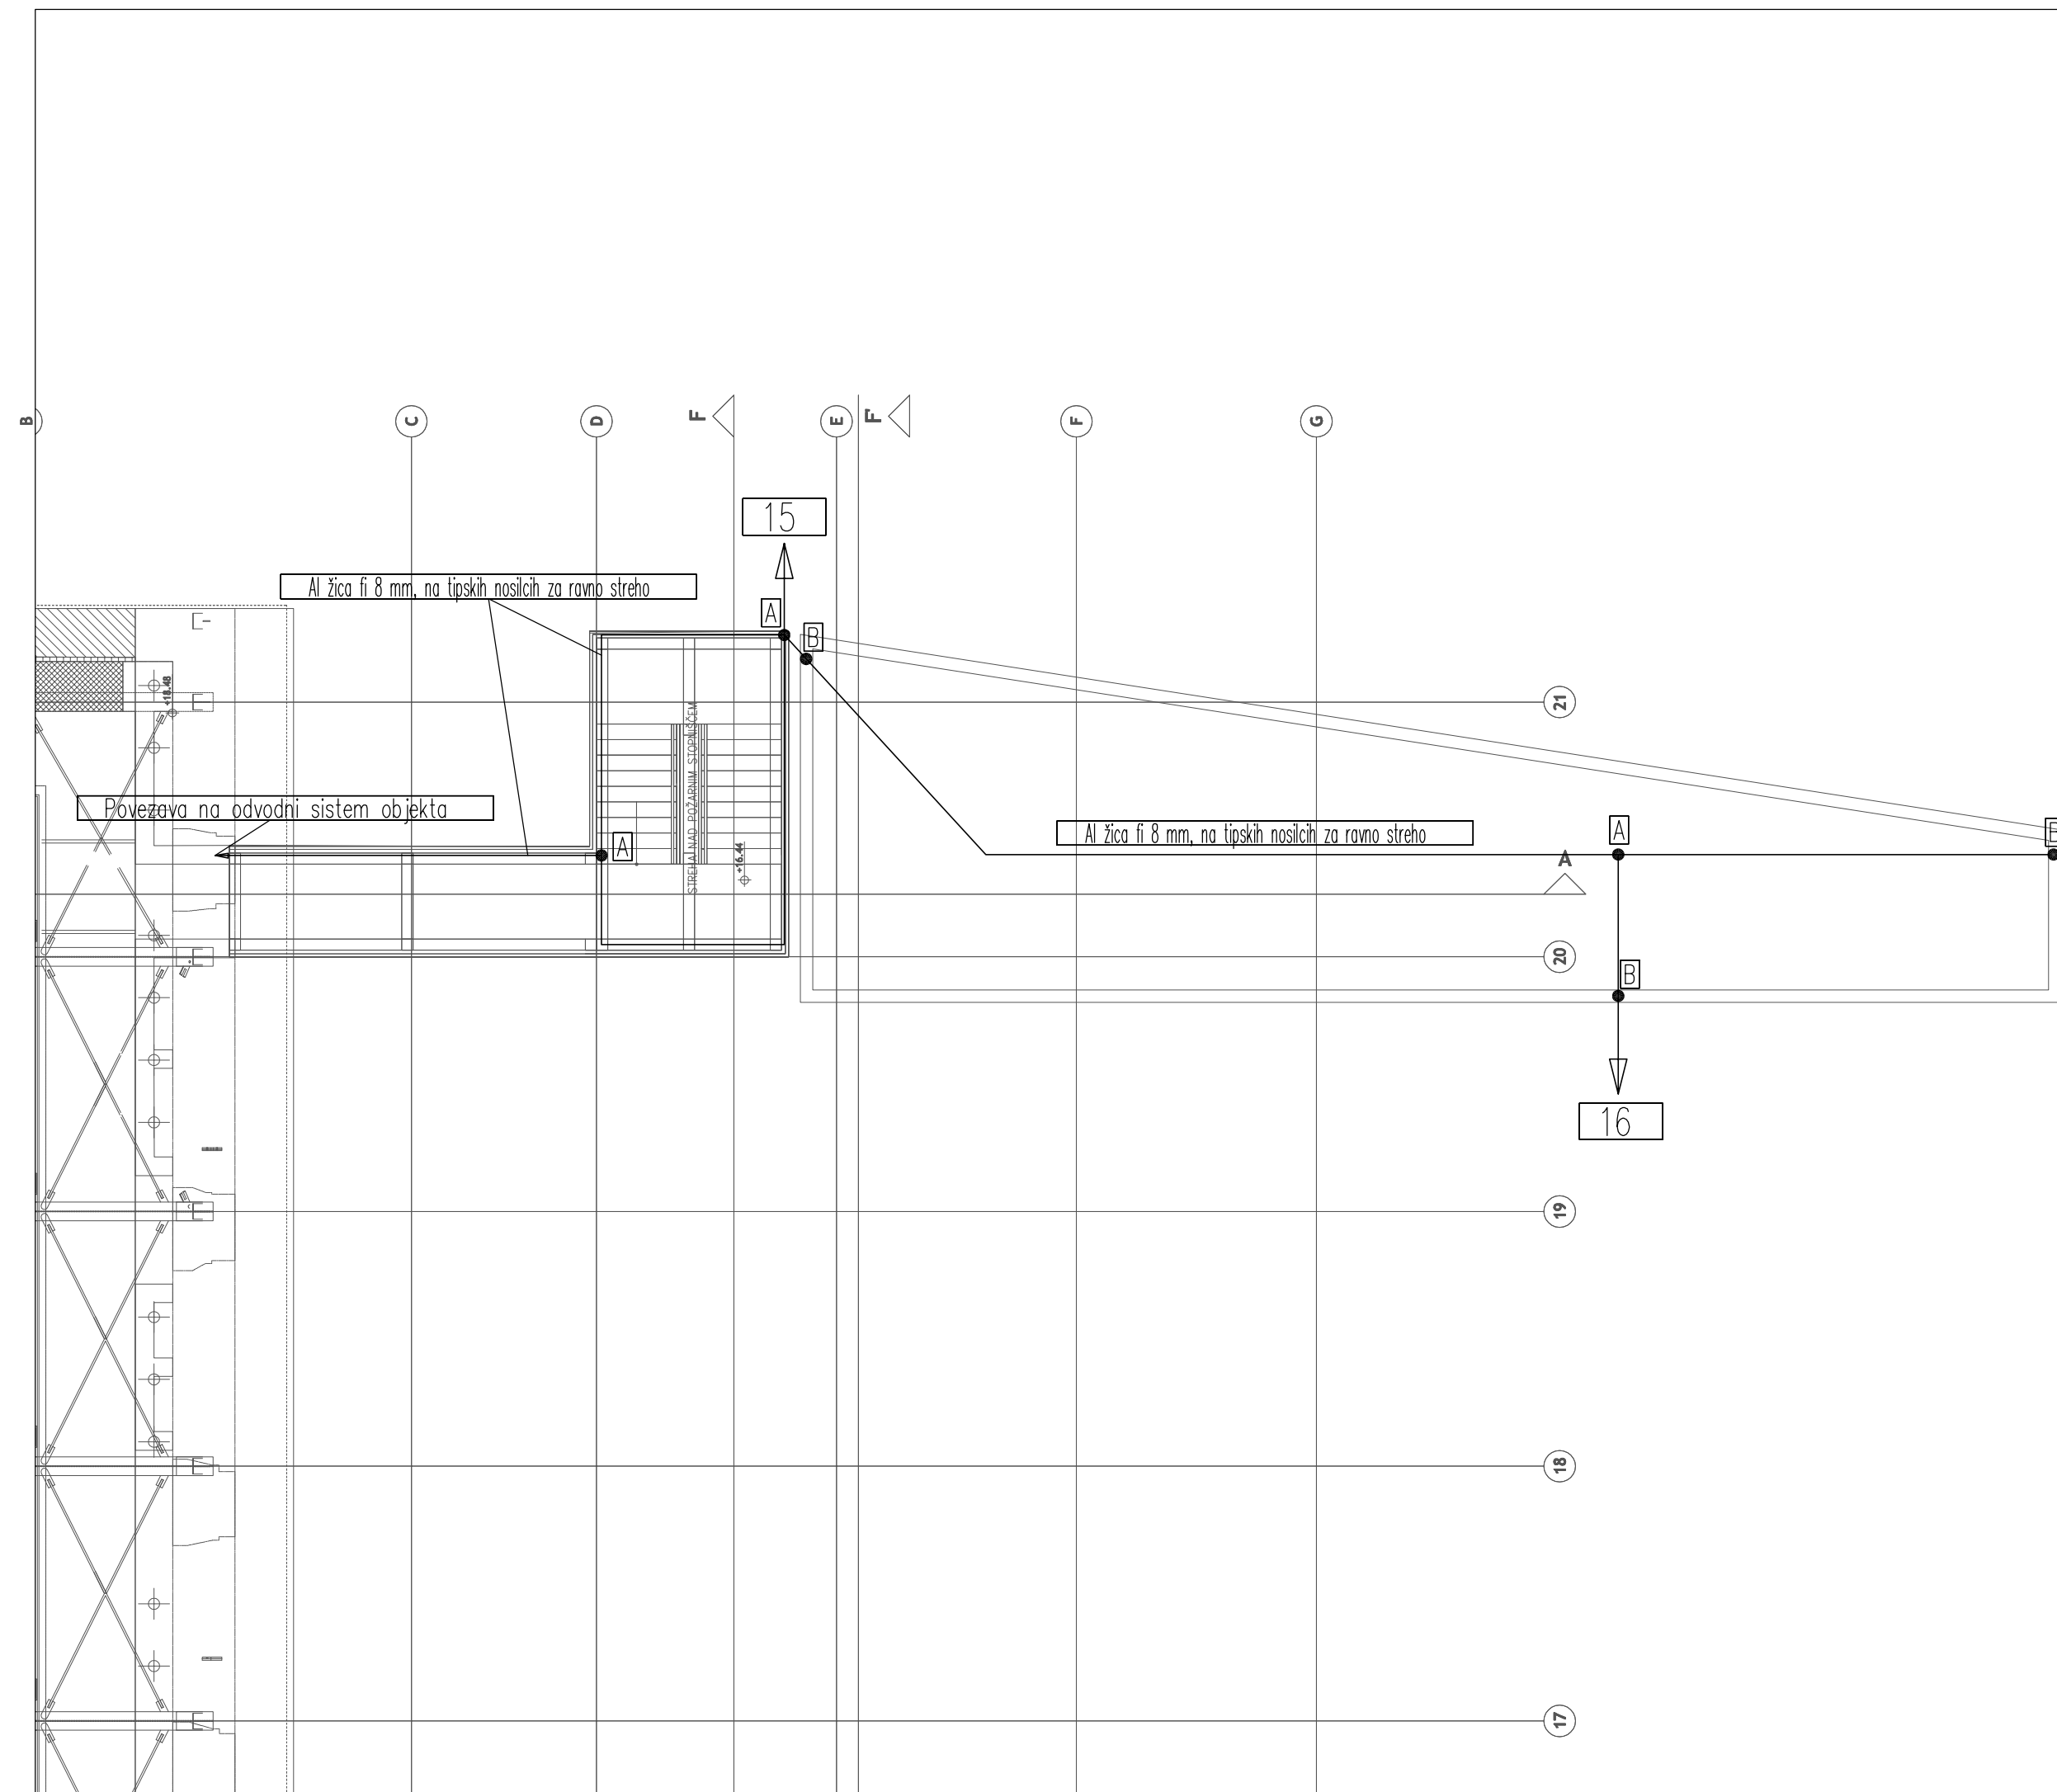 B
C
D
F
E
F
F
G
15
Al žica fi 8 mm, na tipskih nosilcih za ravno streho
A
B
+18.48
21
STREHA NAD POŽARNIM STOPNIŠČEM
Povezava na odvodni sistem objekta
A
+16.44
Al žica fi 8 mm, na tipskih nosilcih za ravno streho
A
A
20
B
16
19
18
17